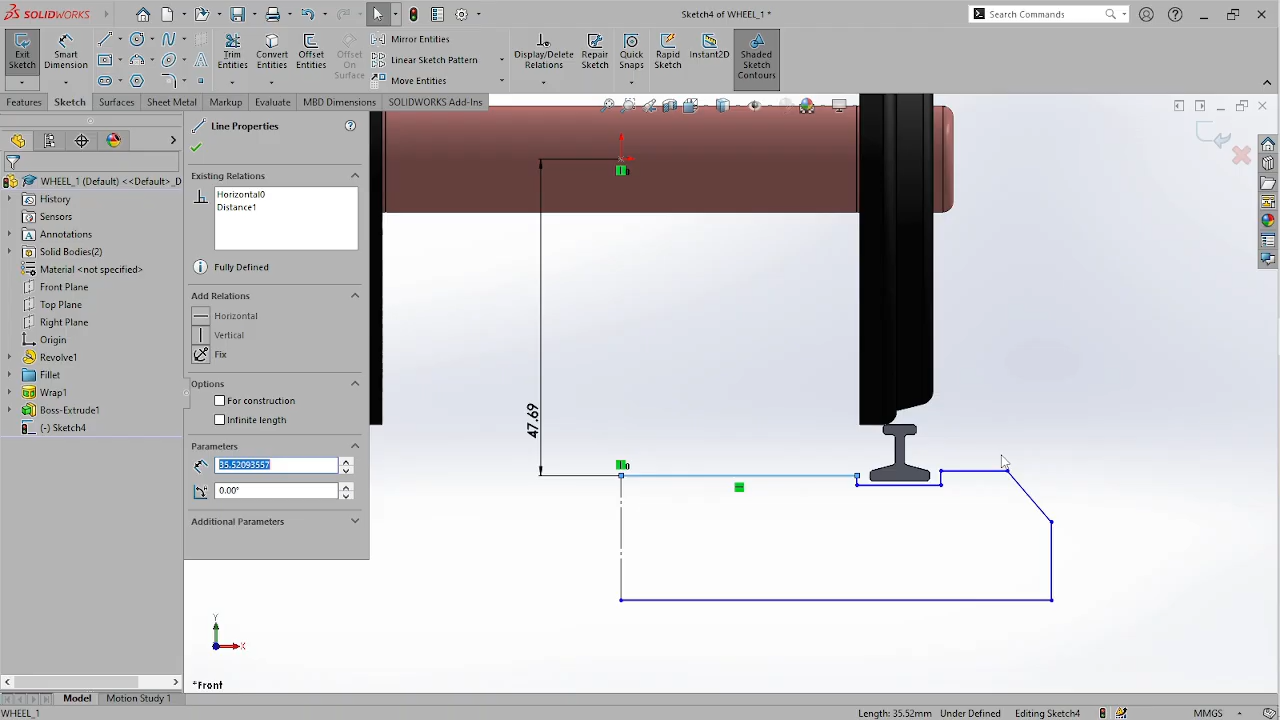 SOLIDWORKS
Sketch4 of WHEEL_1 *
Search Commands
Exit Sketch
Smart Dimension
Trim Entities
Convert Entities
Offset Entities
Offset On Surface
Mirror Entities
Linear Sketch Pattern
Move Entities
Display/Delete Relations
Repair Sketch
Quick Snaps
Rapid Sketch
Instant2D
Shaded Sketch Contours
Features
Sketch
Surfaces
Sheet Metal
Markup
Evaluate
MBD Dimensions
SOLIDWORKS Add-Ins
WHEEL_1 (Default) <<Default>_D
History
Sensors
Annotations
Solid Bodies(2)
Material <not specified>
Front Plane
Top Plane
Right Plane
Origin
Revolve1
Fillet
Wrap1
Boss-Extrude1
(-) Sketch4
Line Properties
Existing Relations
Horizontal0
Distance1
Fully Defined
Add Relations
Horizontal
Vertical
Fix
Options
For construction
Infinite length
Parameters
35.52093557
0.00°
Additional Parameters
47.69
Y
X
*Front
Model
Motion Study 1
WHEEL_1
Length: 35.52mm
Under Defined
Editing Sketch4
MMGS